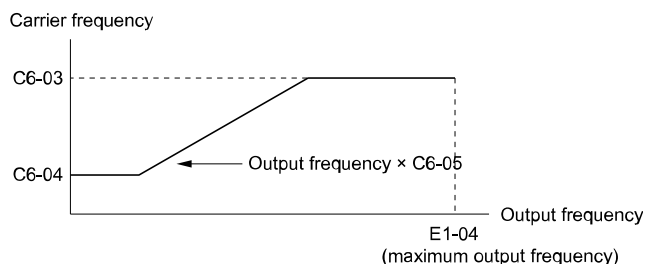 Carrier frequency
C6-03
Output frequency × C6-05
C6-04
Output frequency
E1-04
(maximum output frequency)